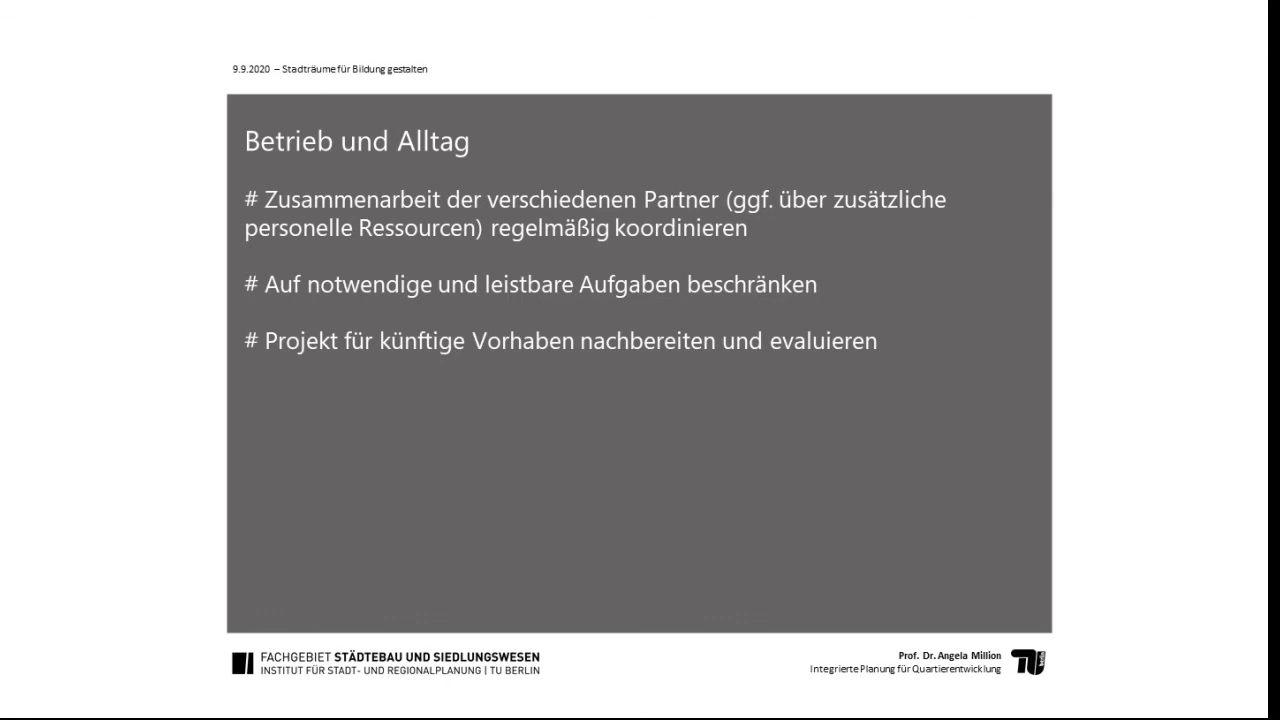 9.9.2020 – Stadträume für Bildung gestalten
Betrieb und Alltag
# Zusammenarbeit der verschiedenen Partner (ggf. über zusätzliche
personelle Ressourcen) regelmäßig koordinieren
# Auf notwendige und leistbare Aufgaben beschränken
# Projekt für künftige Vorhaben nachbereiten und evaluieren
FACHGEBIET STÄDTEBAU UND SIEDLUNGSWESEN
INSTITUT FÜR STADT- UND REGIONALPLANUNG | TU BERLIN
Prof. Dr. Angela Million
Integrierte Planung für Quartierentwicklung
TU berlin